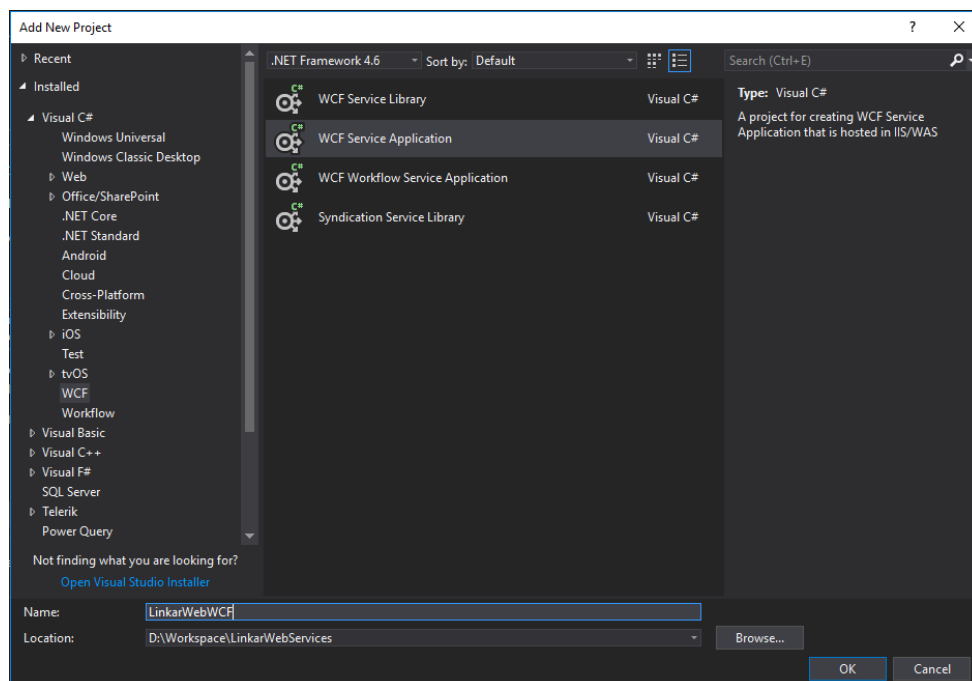 Add New Project
?
Recent
Installed
Visual C#
Windows Universal
Windows Classic Desktop
Web
Office/SharePoint
.NET Core
.NET Standard
Android
Cloud
Cross-Platform
Extensibility
iOS
Test
tvOS
WCF
Workflow
Visual Basic
Visual C++
Visual F#
SQL Server
Telerik
Power Query
Not finding what you are looking for?
Open Visual Studio Installer
.NET Framework 4.6
Sort by: Default
C# WCF Service Library Visual C#
C# WCF Service Application Visual C#
C# WCF Workflow Service Application Visual C#
C# Syndication Service Library Visual C#
Search (Ctrl+E)
Type: Visual C#
A project for creating WCF Service
Application that is hosted in IIS/WAS
Name: LinkarWebWCF
Location: D:\Workspace\LinkarWebServices
Browse...
OK
Cancel